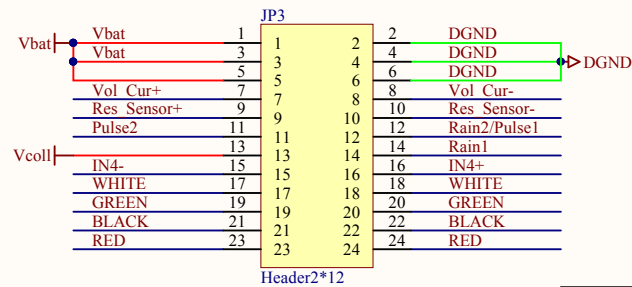 JP3
Vbat 1 1 2 2 DGND
Vbat Vbat 3 3 4 4 DGND DGND
5 5 6 6 DGND
Vol Cur+ 7 7 8 8 Vol Cur-
Res Sensor+ 9 9 10 10 Res Sensor-
Pulse2 11 11 12 12 Rain2/Pulse1
Vcoll 13 13 14 14 Rain1
IN4- 15 15 16 16 IN4+
WHITE 17 17 18 18 WHITE
GREEN 19 19 20 20 GREEN
BLACK 21 21 22 22 BLACK
RED 23 23 24 24 RED
Header2*12